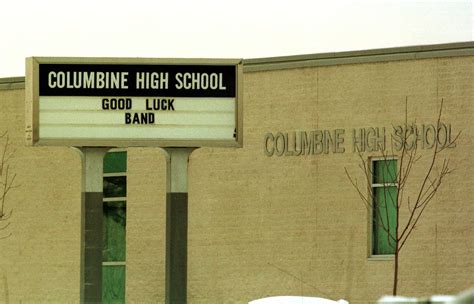 COLUMBINE HIGH SCHOOL
GOOD LUCK
BAND
COLUMBINE HIGH SCHOOL